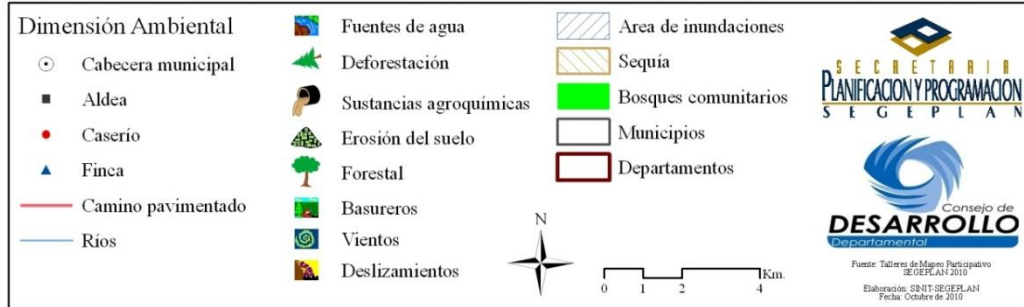 Dimensión Ambiental
Cabecera municipal
Aldea
Caserío
Finca
Camino pavimentado
Ríos
Fuentes de agua
Deforestación
Sustancias agroquímicas
Erosión del suelo
Forestal
Basureros
Vientos
Deslizamientos
Area de inundaciones
Sequía
Bosques comunitarios
Municipios
Departamentos
N
Km.
0 1 2 4
SECRETARIA
PLANIFICACION Y PROGRAMACION
SEGEPLAN
Consejo de
DESARROLLO
Departamental
Fuente: Talleres de Mapeo Participativo
SEGEPLAN 2010
Elaboración: SINIT-SEGEPLAN
Fecha: Octubre de 2010